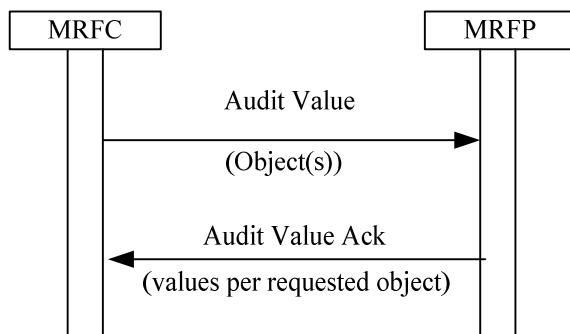 MRFC
MRFP
Audit Value
(Object(s))
Audit Value Ack
(values per requested object)